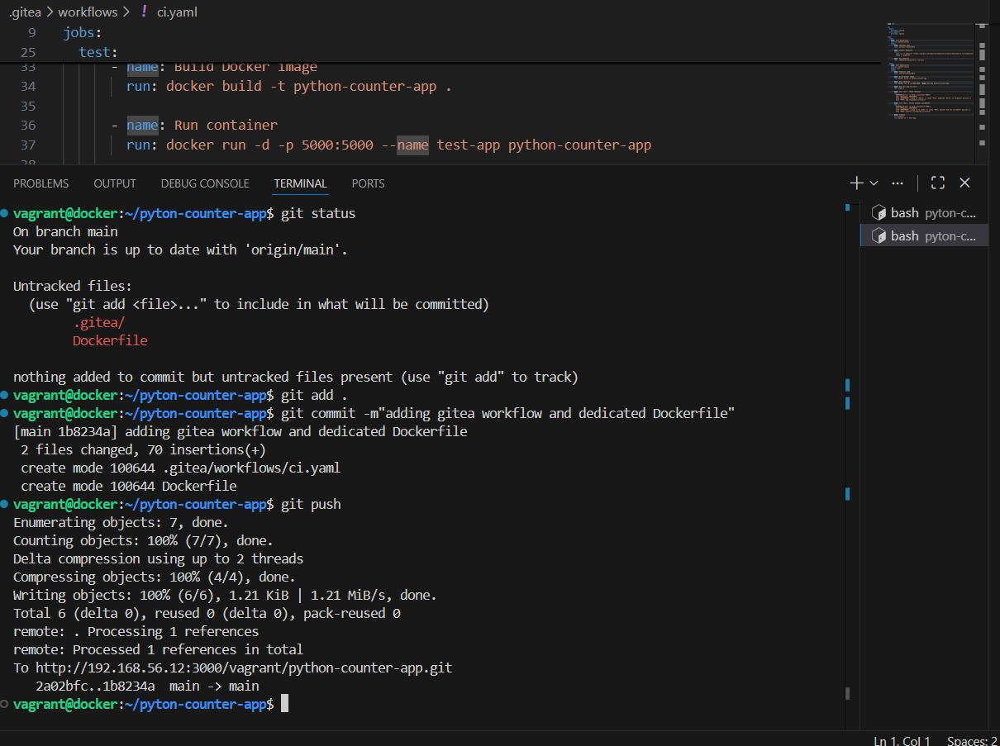 .gitea > workflows > ! ci.yaml
9 jobs:
25 test:
33 - name: Build Docker image
34 run: docker build -t python-counter-app .
35
36 - name: Run container
37 run: docker run -d -p 5000:5000 --name test-app python-counter-app
38
PROBLEMS OUTPUT DEBUG CONSOLE TERMINAL PORTS
vagrant@docker:~/pyton-counter-app$ git status
On branch main
Your branch is up to date with 'origin/main'.
Untracked files:
(use "git add <file>..." to include in what will be committed)
.gitea/
Dockerfile
nothing added to commit but untracked files present (use "git add" to track)
vagrant@docker:~/pyton-counter-app$ git add .
vagrant@docker:~/pyton-counter-app$ git commit -m"adding gitea workflow and dedicated Dockerfile"
[main 1b8234a] adding gitea workflow and dedicated Dockerfile
2 files changed, 70 insertions(+)
create mode 100644 .gitea/workflows/ci.yaml
create mode 100644 Dockerfile
vagrant@docker:~/pyton-counter-app$ git push
Enumerating objects: 7, done.
Counting objects: 100% (7/7), done.
Delta compression using up to 2 threads
Compressing objects: 100% (4/4), done.
Writing objects: 100% (6/6), 1.21 KiB | 1.21 MiB/s, done.
Total 6 (delta 0), reused 0 (delta 0), pack-reused 0
remote: . Processing 1 references
remote: Processed 1 references in total
To http://192.168.56.12:3000/vagrant/python-counter-app.git
2a02bfc..1b8234a main -> main
vagrant@docker:~/pyton-counter-app$
bash pyton-c...
bash pyton-c...
Ln 1, Col 1 Spaces: 2